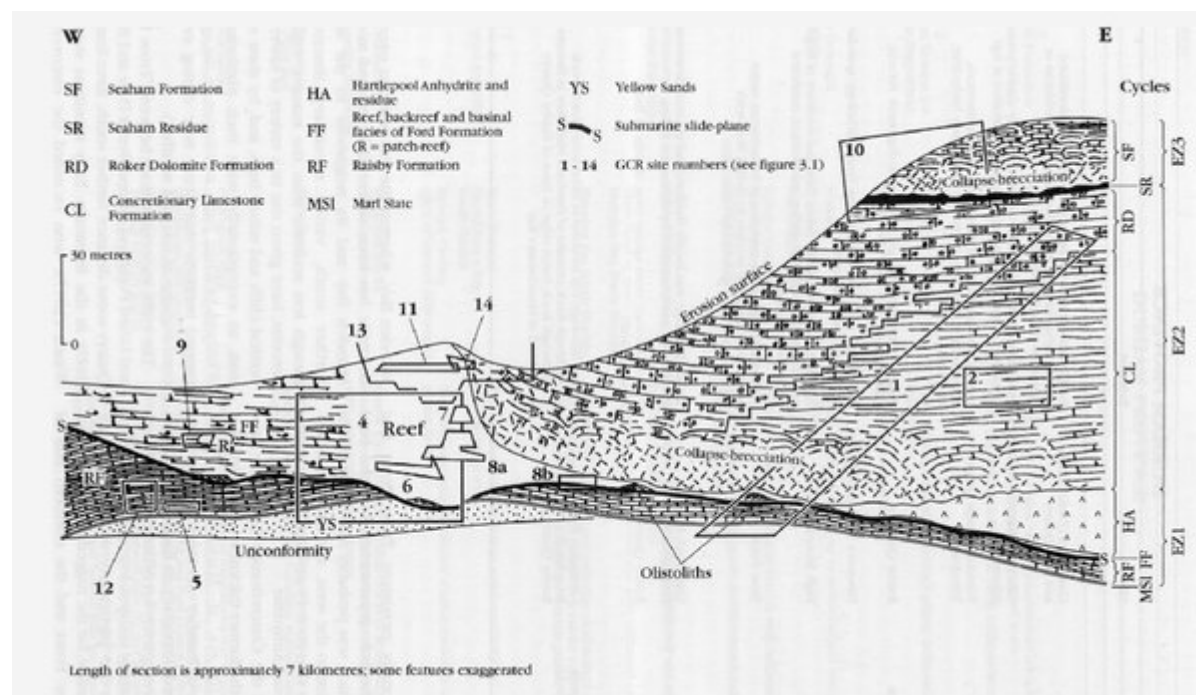 W
E
SF Seaham Formation
SR Seaham Residue
RD Roker Dolomite Formation
CL Concretionary Limestone
Formation
HA Hartlepool Anhydrite and
residue
FF Reef, backreef and basinal
facies of Ford Formation
(R = patch-reef)
RF Raisby Formation
MSl Marl Slate
YS Yellow Sands
S S Submarine slide-plane
1 - 14 GCR site numbers (see figure 3.1)
Cycles
30 metres
0
10
Collapse-brecciation
SF
SR
EZ3
RD
Erosion surface
11
14
13
9
CL
EZ2
1
2.
S
FF
R
4
Reef
7
Collapse-brecciation
8a
8b
6
RF
YS
HA
EZ1
Unconformity
S
FF
RF
MSl
Olistoliths
12
5
Length of section is approximately 7 kilometres; some features exaggerated